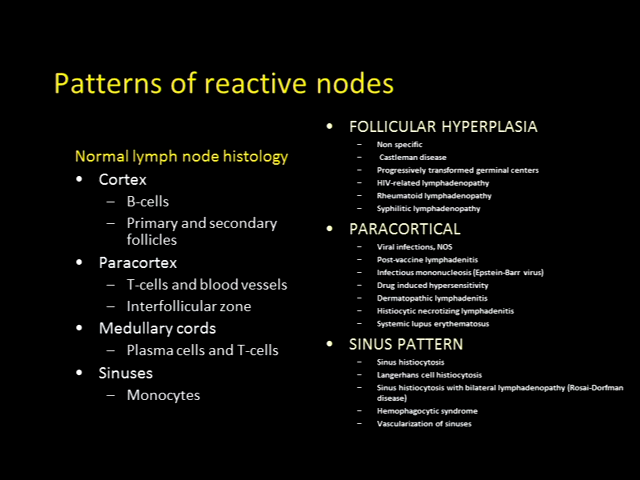 Patterns of reactive nodes
Normal lymph node histology
• Cortex
– B-cells
– Primary and secondary
follicles
• Paracortex
– T-cells and blood vessels
– Interfollicular zone
• Medullary cords
– Plasma cells and T-cells
• Sinuses
– Monocytes
• FOLLICULAR HYPERPLASIA
– Non specific
– Castleman disease
– Progressively transformed germinal centers
– HIV-related lymphadenopathy
– Rheumatoid lymphadenopathy
– Syphilitic lymphadenopathy
• PARACORTICAL
– Viral infections, NOS
– Post-vaccine lymphadenitis
– Infectious mononucleosis (Epstein-Barr virus)
– Drug induced hypersensitivity
– Dermatopathic lymphadenitis
– Histiocytic necrotizing lymphadenitis
– Systemic lupus erythematosus
• SINUS PATTERN
– Sinus histiocytosis
– Langerhans cell histiocytosis
– Sinus histiocytosis with bilateral lymphadenopathy (Rosai-Dorfman
disease)
– Hemophagocytic syndrome
– Vascularization of sinuses